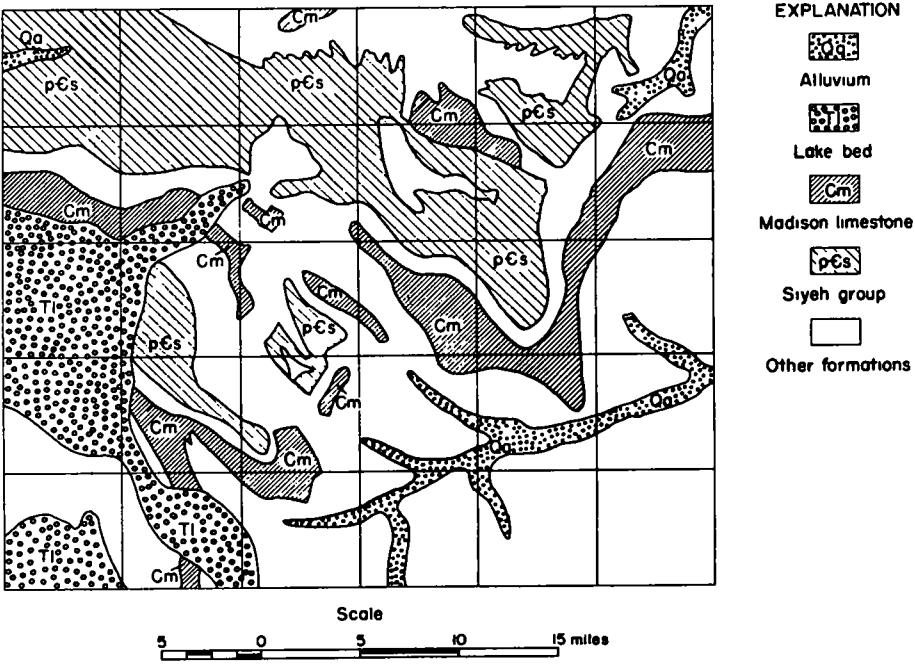 EXPLANATION
Qa
Alluvium
Tl
Lake bed
Cm
Madison limestone
p€s
Siyeh group
Other formations
Cm
Qa
p€s
p€s
Cm
p€s
Qa
Cm
Cm
Cm
Cm
p€s
Tl
p€s
Cm
p€s
Cm
Cm
Qa
Cm
Cm
Tl
Tl
Cm
Scale
5 0 5 10 15 miles